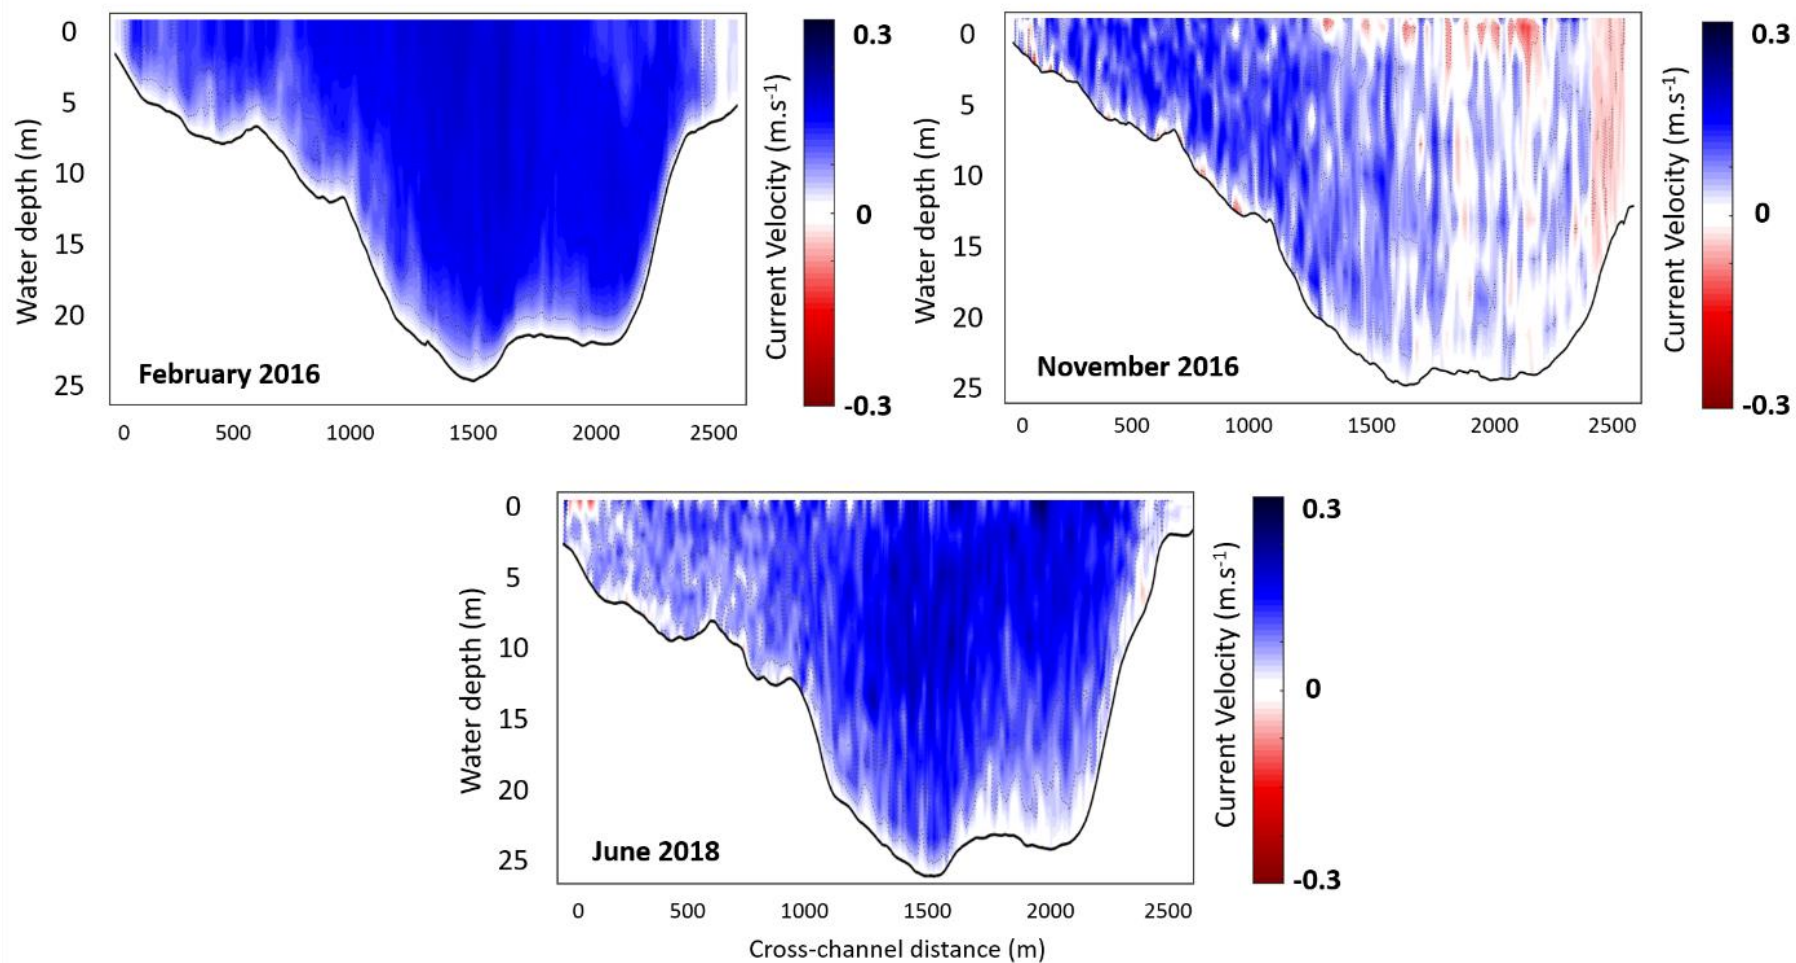 Water depth (m)
0
5
10
15
20
25
February 2016
0 500 1000 1500 2000 2500
Current Velocity (m.s-1)
0.3
0
-0.3
Water depth (m)
0
5
10
15
20
25
November 2016
0 500 1000 1500 2000 2500
Current Velocity (m.s-1)
0.3
0
-0.3
Water depth (m)
0
5
10
15
20
25
June 2018
0 500 1000 1500 2000 2500
Cross-channel distance (m)
Current Velocity (m.s-1)
0.3
0
-0.3